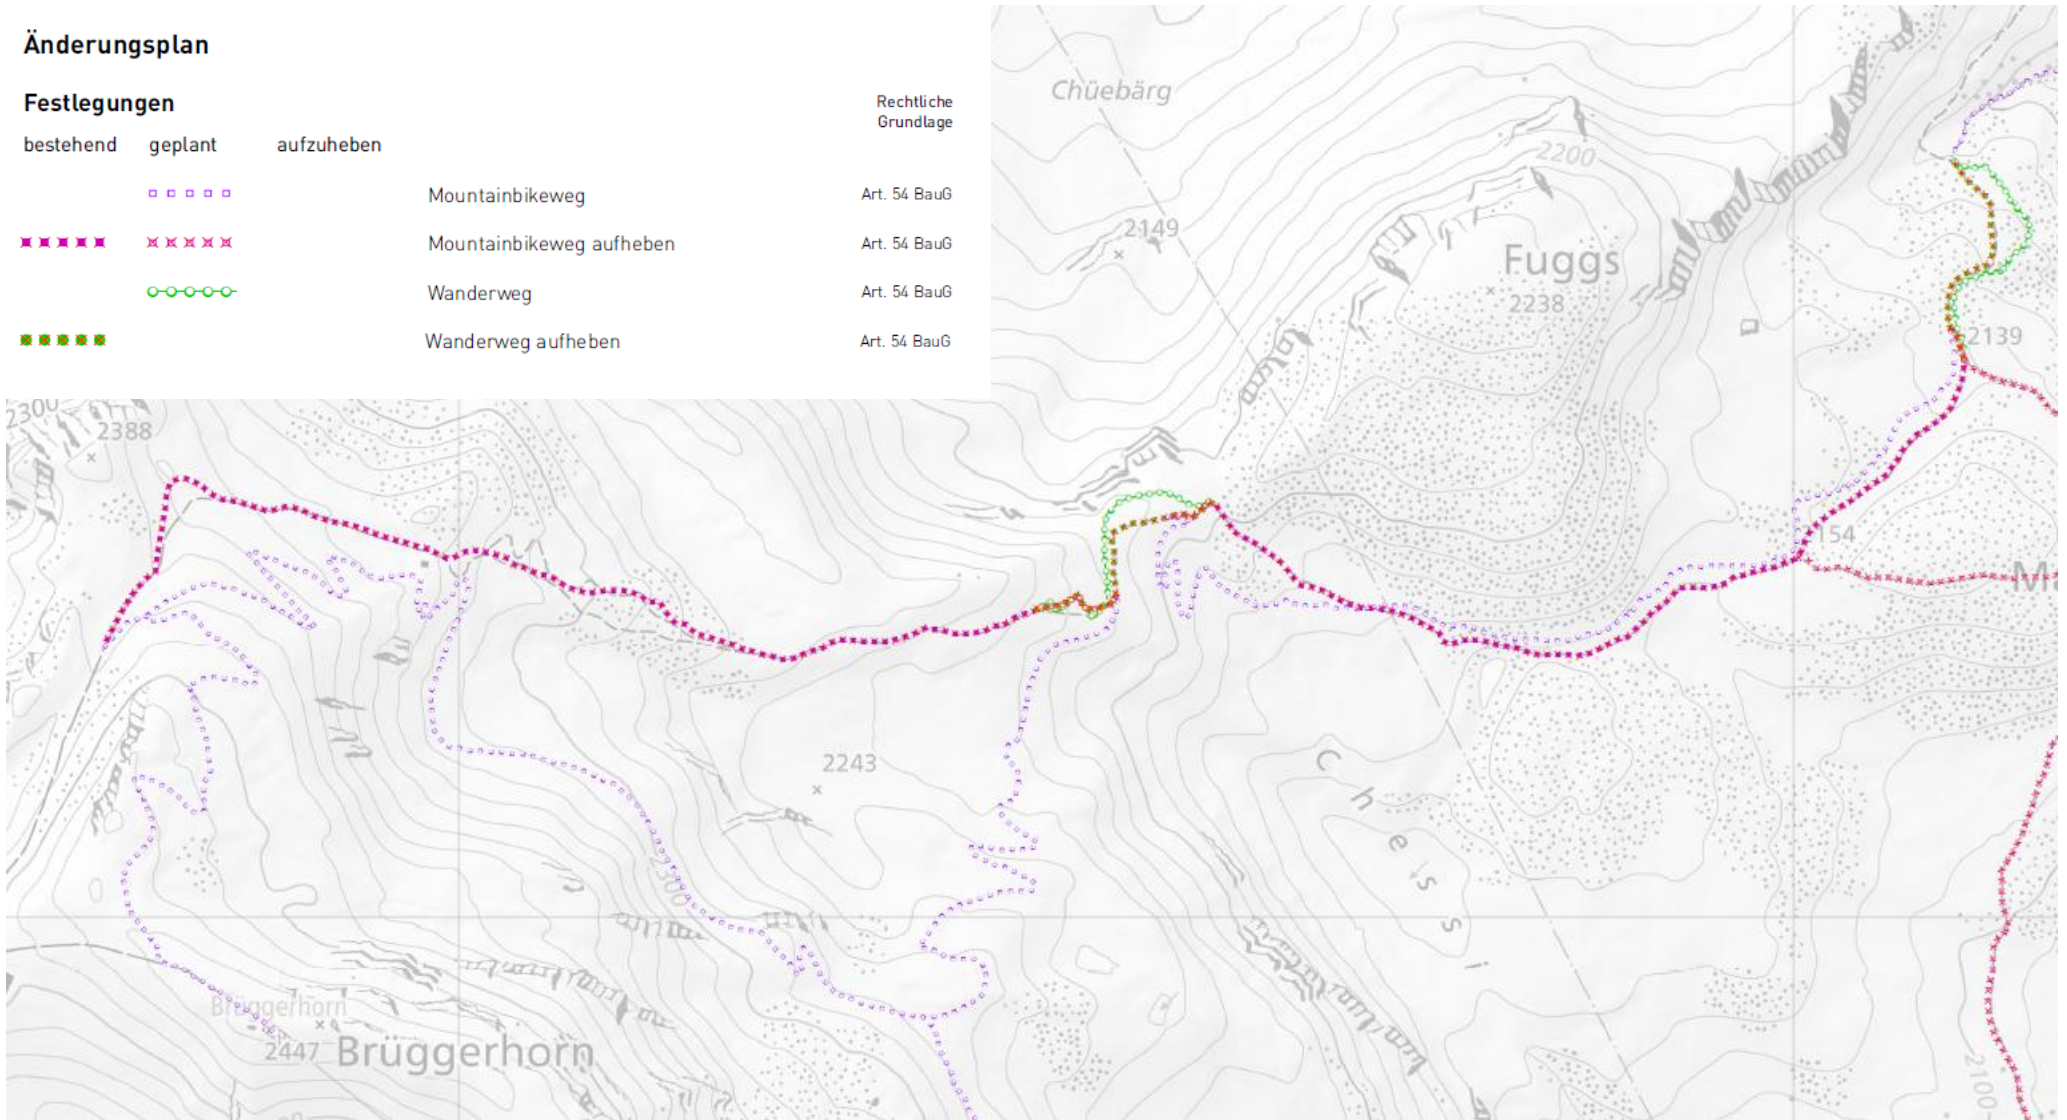 Änderungsplan
Festlegungen
Rechtliche
Grundlage
bestehend geplant aufzuheben
Mountainbikeweg Art. 54 BauG
Mountainbikeweg aufheben Art. 54 BauG
Wanderweg Art. 54 BauG
Wanderweg aufheben Art. 54 BauG
Chüebärg
2200
2149
Fuggs
2238
2139
2300
2388
154
2243
Chessi
2300
Brüggerhorn
2447 Brüggerhorn
2100